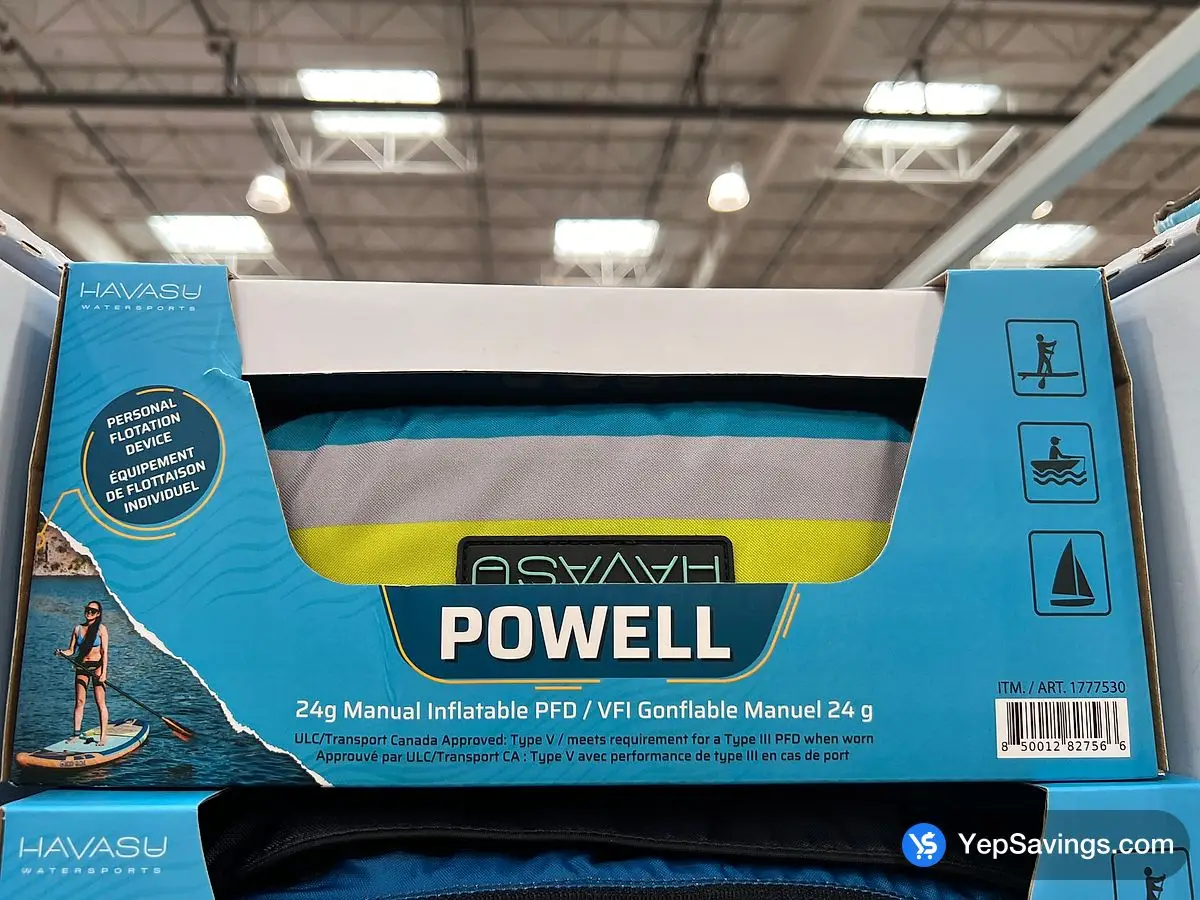 HAVASU
WATERSPORTS
PERSONAL
FLOTATION
DEVICE
ÉQUIPEMENT
DE FLOTTAISON
INDIVIDUEL
HAVASU
POWELL
24g Manual Inflatable PFD / VFI Gonflable Manuel 24 g
ULC/Transport Canada Approved: Type V / meets requirement for a Type III PFD when worn
Approuvé par ULC/Transport CA : Type V avec performance de type III en cas de port
ITM. / ART. 1777530
8 50012 82756 6
HAVASU
WATERSPORTS
YepSavings.com